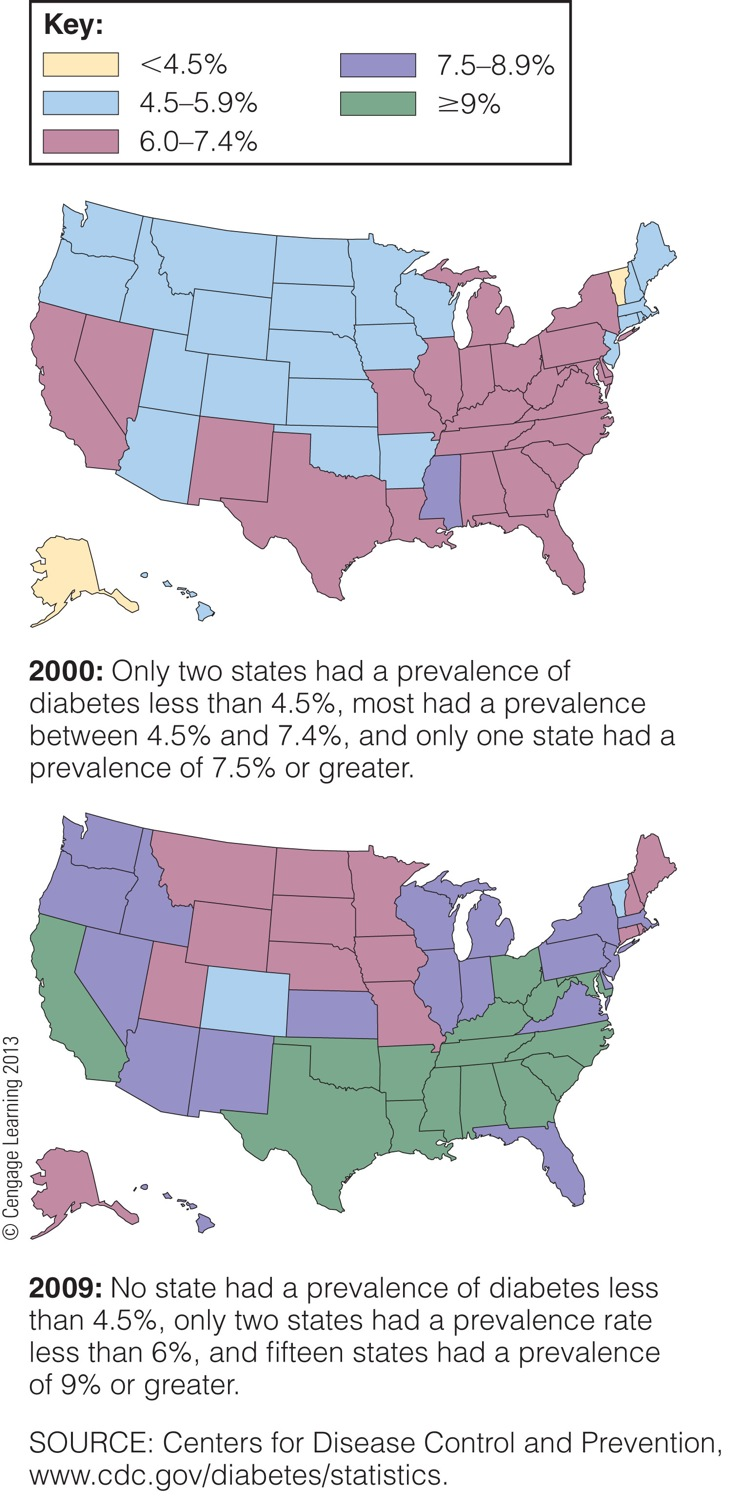 Key:
<4.5%
4.5–5.9%
6.0–7.4%
7.5–8.9%
≥9%
2000: Only two states had a prevalence of
diabetes less than 4.5%, most had a prevalence
between 4.5% and 7.4%, and only one state had a
prevalence of 7.5% or greater.
© Cengage Learning 2013
2009: No state had a prevalence of diabetes less
than 4.5%, only two states had a prevalence rate
less than 6%, and fifteen states had a prevalence
of 9% or greater.
SOURCE: Centers for Disease Control and Prevention,
www.cdc.gov/diabetes/statistics.